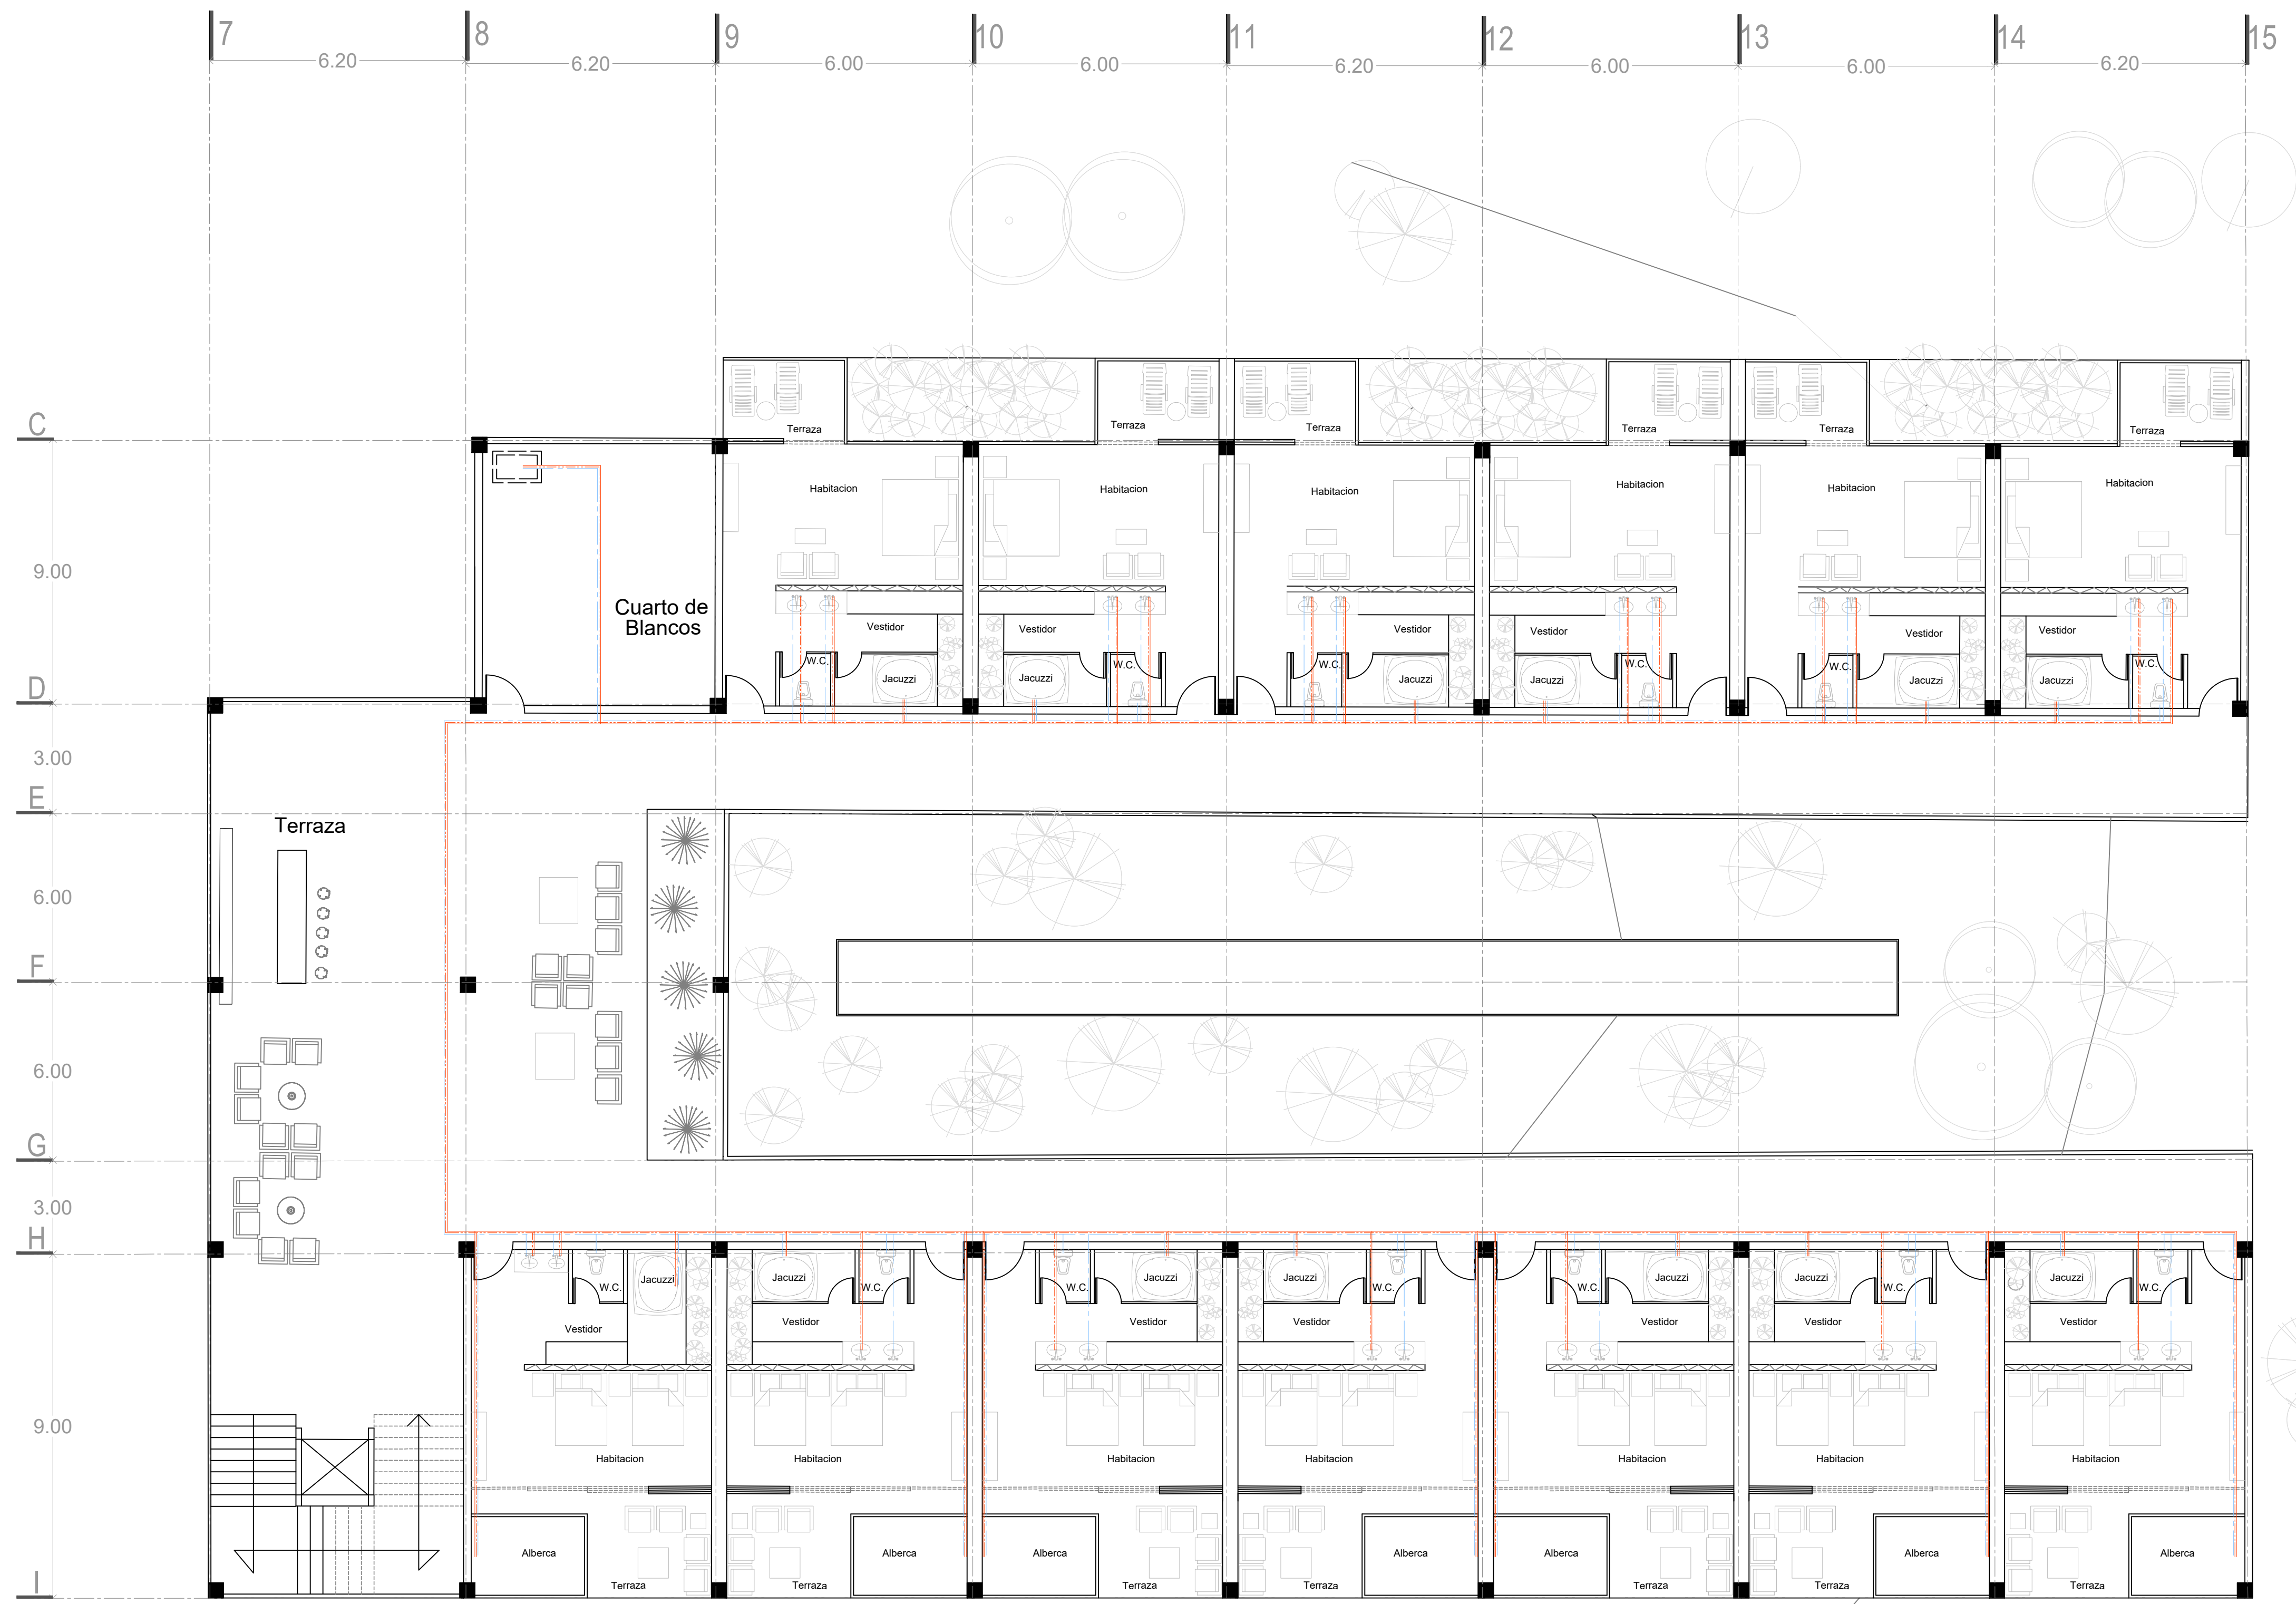 7 8 9 10 11 12 13 14 15
6.20 6.20 6.00 6.00 6.20 6.00 6.00 6.20
C
Terraza Terraza Terraza Terraza Terraza Terraza
Habitacion Habitacion Habitacion Habitacion Habitacion Habitacion
9.00
Cuarto de
Blancos
Vestidor Vestidor Vestidor Vestidor Vestidor Vestidor
W.C. W.C. W.C. W.C. W.C. W.C.
Jacuzzi Jacuzzi Jacuzzi Jacuzzi Jacuzzi Jacuzzi
D
3.00
E
Terraza
6.00
F
6.00
G
3.00
H
Jacuzzi Jacuzzi Jacuzzi Jacuzzi Jacuzzi Jacuzzi Jacuzzi
W.C. W.C. W.C. W.C. W.C. W.C. W.C.
Vestidor Vestidor Vestidor Vestidor Vestidor Vestidor Vestidor
9.00
Habitacion Habitacion Habitacion Habitacion Habitacion Habitacion Habitacion
Alberca Alberca Alberca Alberca Alberca Alberca Alberca
I
Terraza Terraza Terraza Terraza Terraza Terraza Terraza